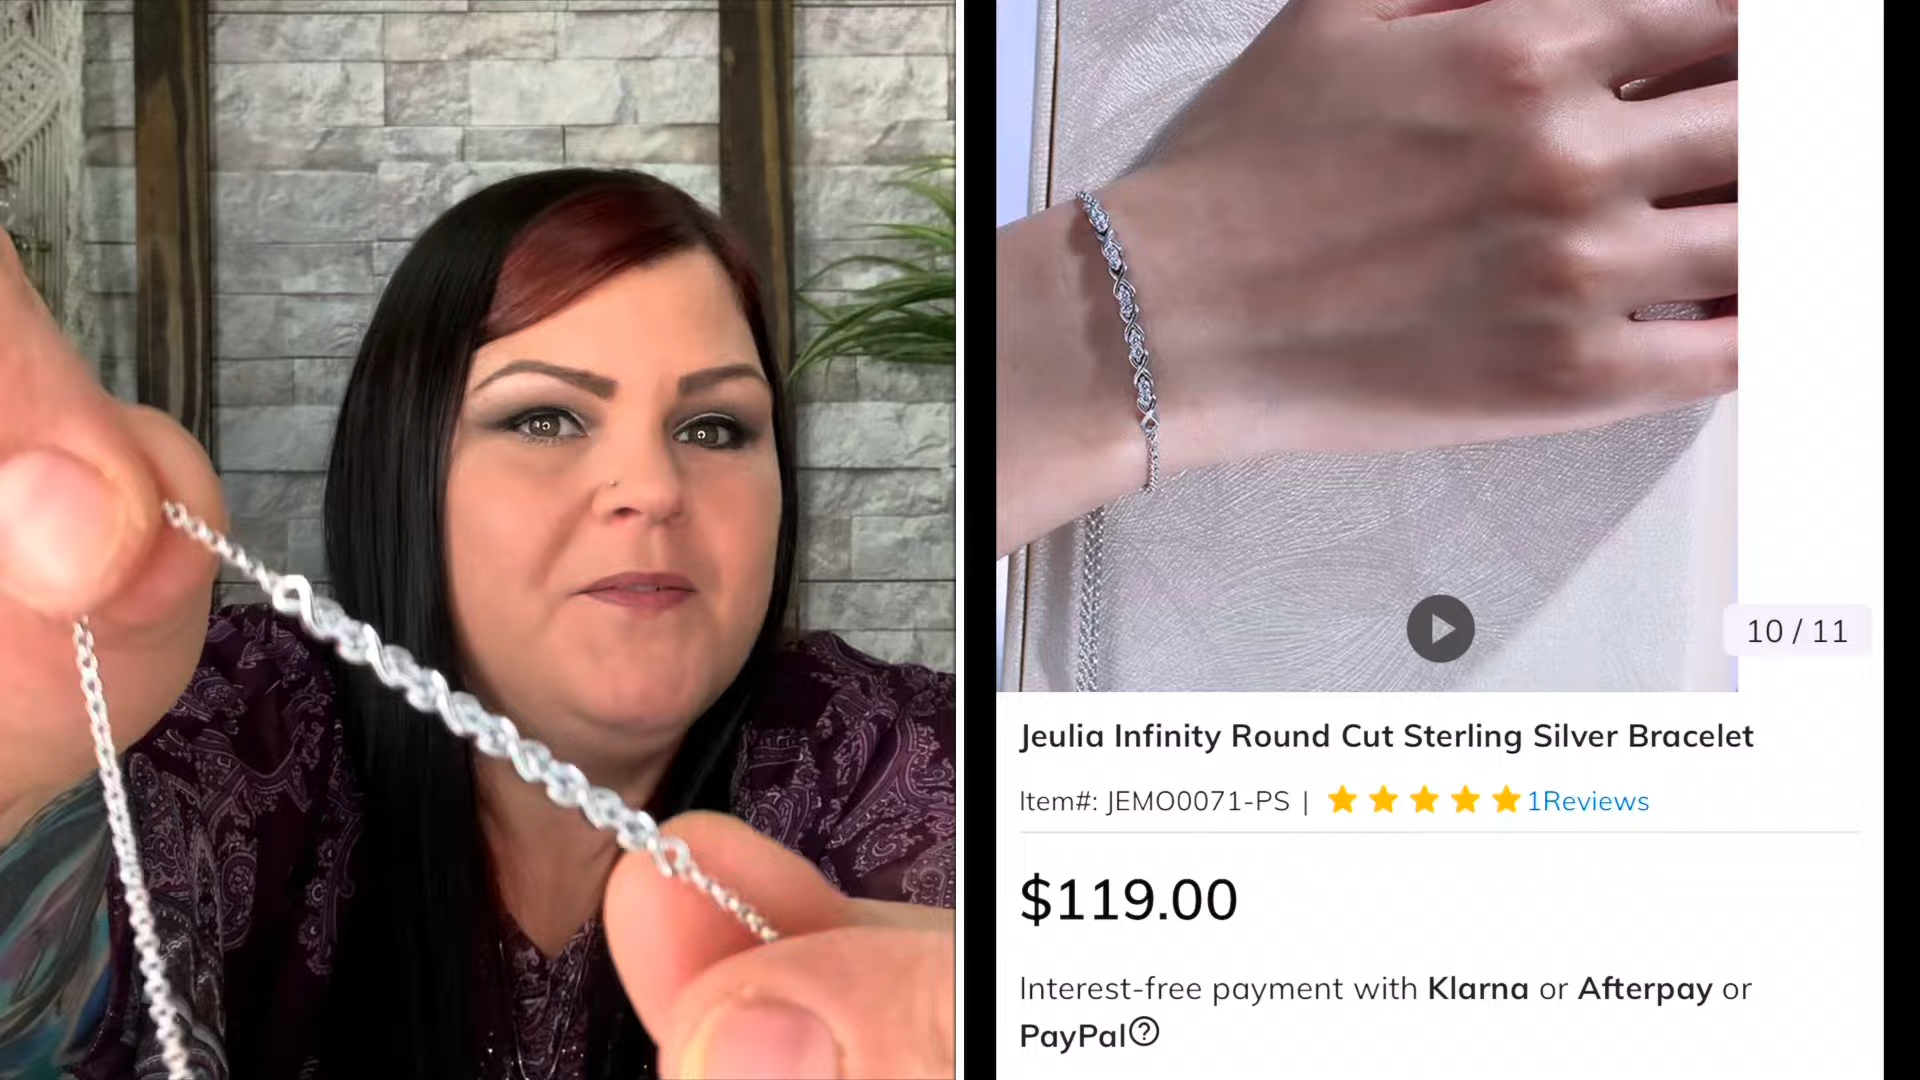 10 / 11
Jeulia Infinity Round Cut Sterling Silver Bracelet
Item#: JEMO0071-PS | ★★★★★ 1Reviews
$119.00
Interest-free payment with Klarna or Afterpay or
PayPal?